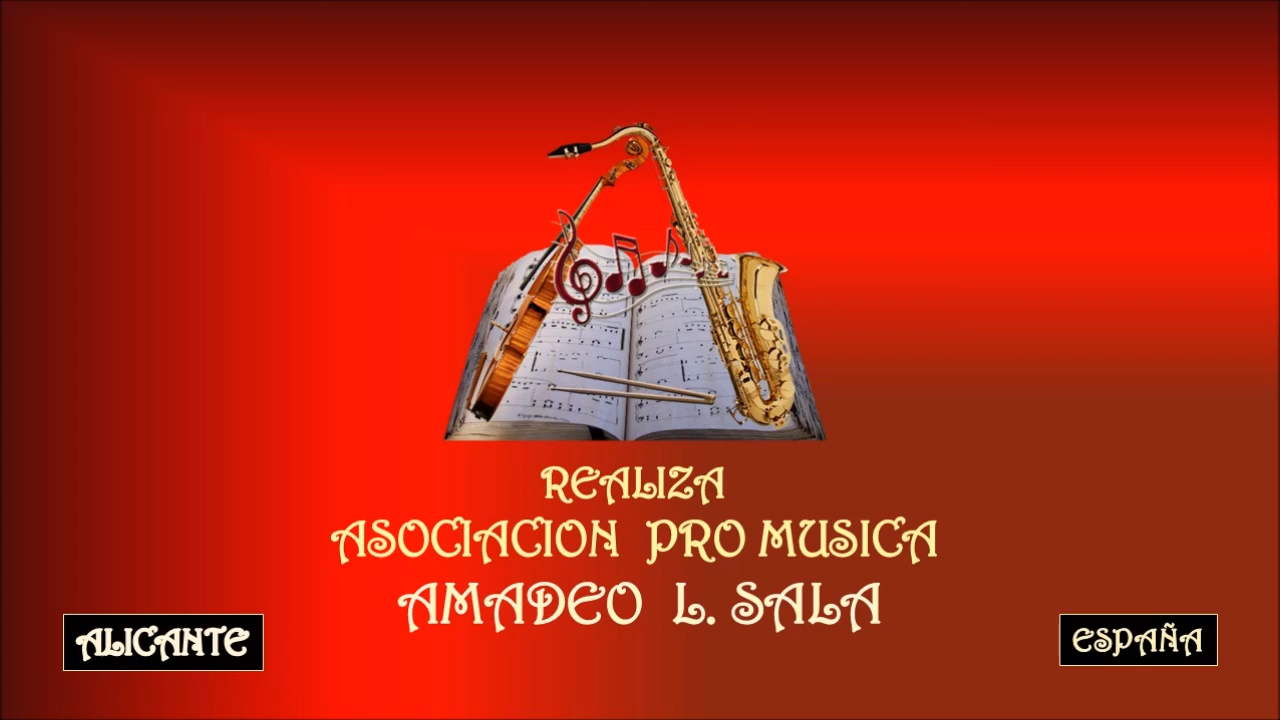 REALIZA
ASOCIACION PRO MUSICA
AMADEO L. SALA
ALICANTE
ESPAÑA